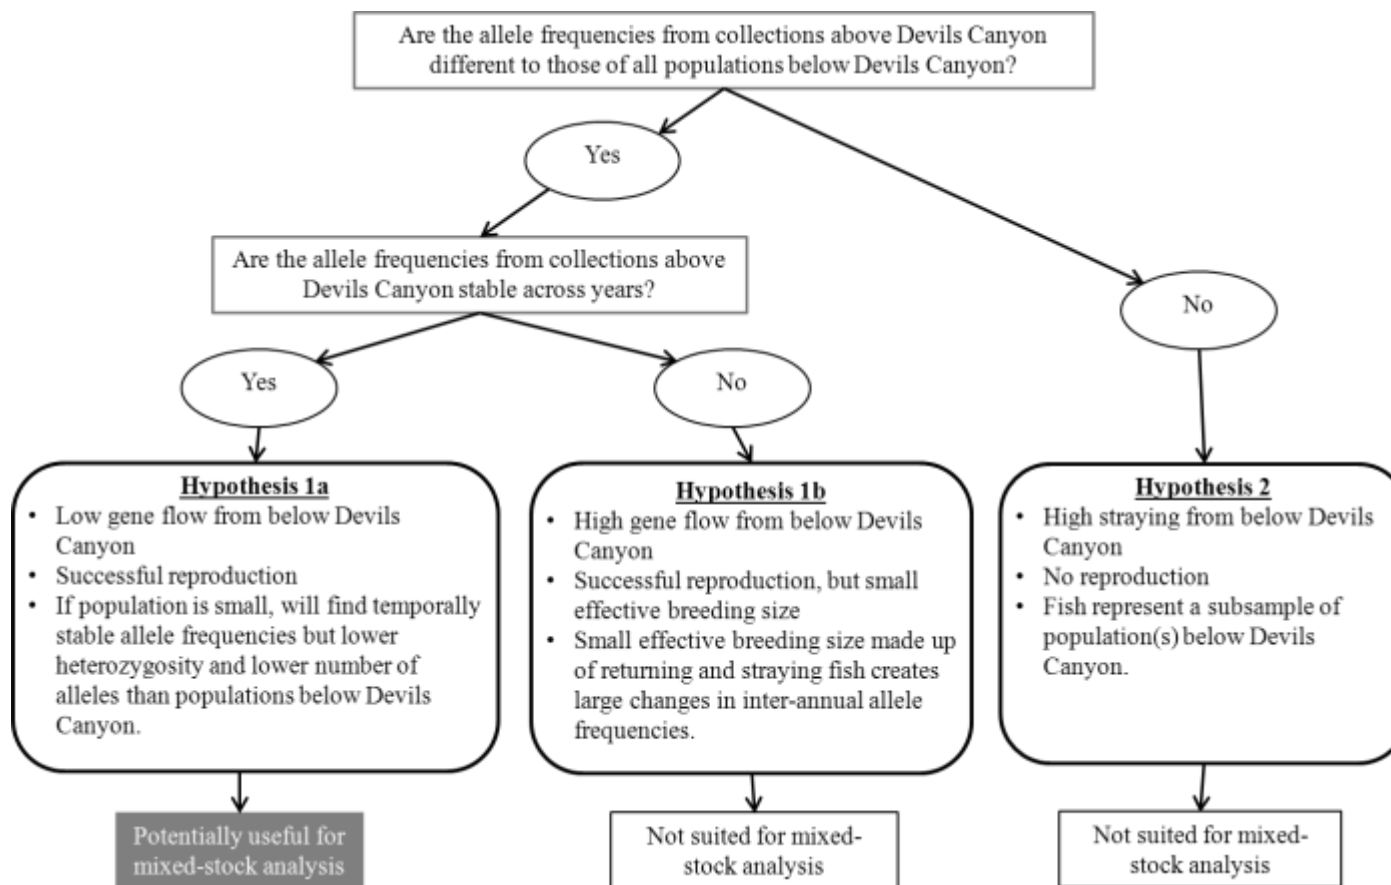 Are the allele frequencies from collections above Devils Canyon
different to those of all populations below Devils Canyon?
Yes
No
Are the allele frequencies from collections above
Devils Canyon stable across years?
Yes
No
Hypothesis 1a
• Low gene flow from below Devils
Canyon
• Successful reproduction
• If population is small, will find temporally
stable allele frequencies but lower
heterozygosity and lower number of
alleles than populations below Devils
Canyon.
Hypothesis 1b
• High gene flow from below Devils
Canyon
• Successful reproduction, but small
effective breeding size
• Small effective breeding size made up
of returning and straying fish creates
large changes in inter-annual allele
frequencies.
Hypothesis 2
• High straying from below Devils
Canyon
• No reproduction
• Fish represent a subsample of
population(s) below Devils
Canyon.
Potentially useful for
mixed-stock analysis
Not suited for mixed-
stock analysis
Not suited for mixed-
stock analysis